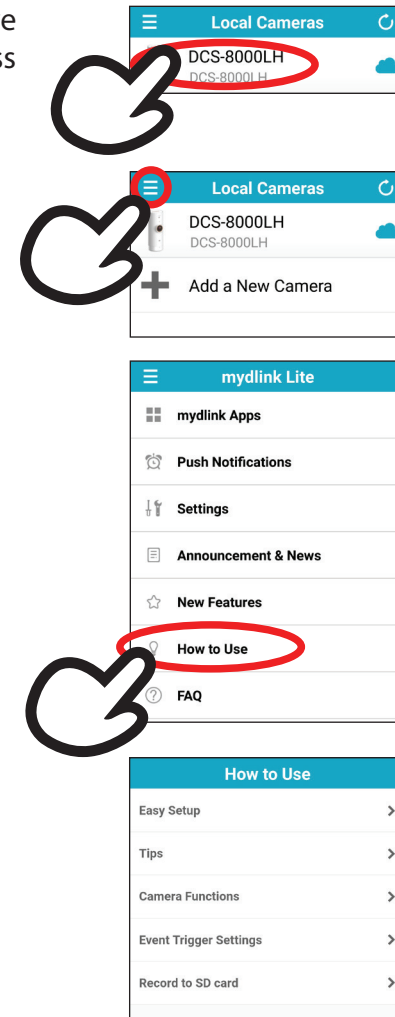 e
ss
Local Cameras
DCS-8000LH
DCS-8000LH
Local Cameras
DCS-8000LH
DCS-8000LH
Add a New Camera
mydlink Lite
mydlink Apps
Push Notifications
Settings
Announcement & News
New Features
How to Use
FAQ
How to Use
Easy Setup
Tips
Camera Functions
Event Trigger Settings
Record to SD card